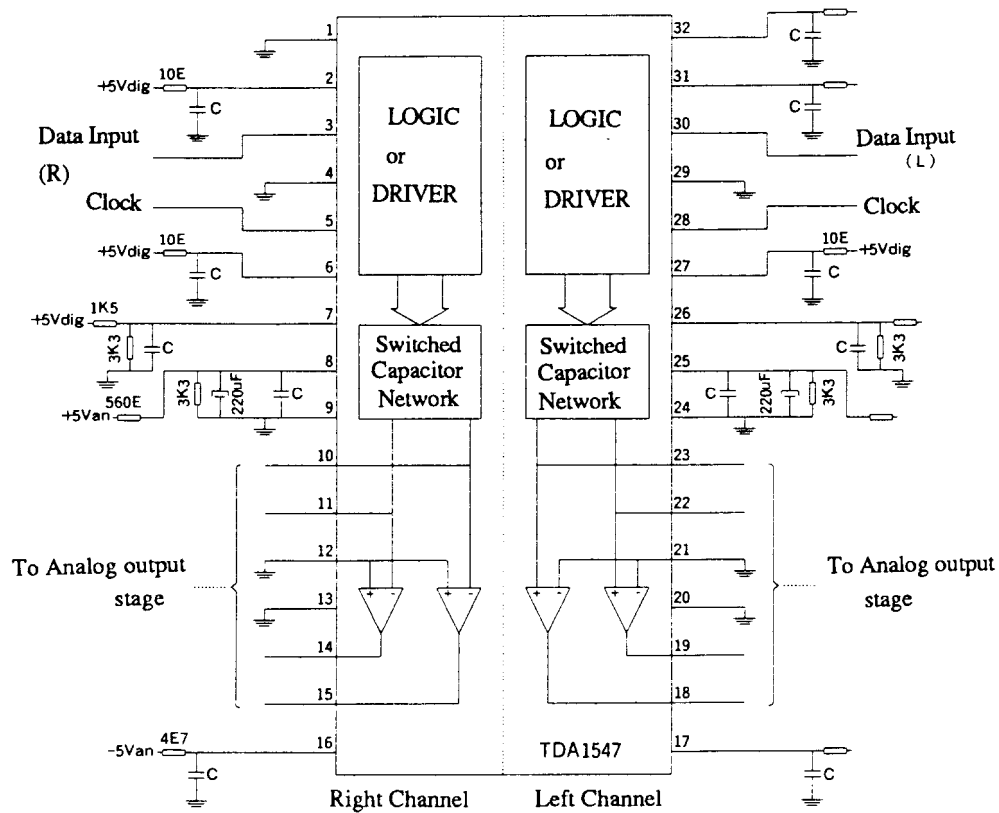 1
2
3
4
5
6
7
8
9
10
11
12
13
14
15
16
32
31
30
29
28
27
26
25
24
23
22
21
20
19
18
17
+5Vdig
10E
C
Data Input
(R)
Clock
+5Vdig
10E
C
+5Vdig
1K5
3K3
C
+5Van
560E
3K3
220uF
C
To Analog output
stage
-5Van
4E7
C
LOGIC
or
DRIVER
Switched
Capacitor
Network
+ -
+ -
Right Channel
LOGIC
or
DRIVER
Switched
Capacitor
Network
+ -
+ -
TDA1547
Left Channel
C
C
Data Input
(L)
Clock
10E
+5Vdig
C
C
3K3
C
220uF
3K3
To Analog output
stage
C